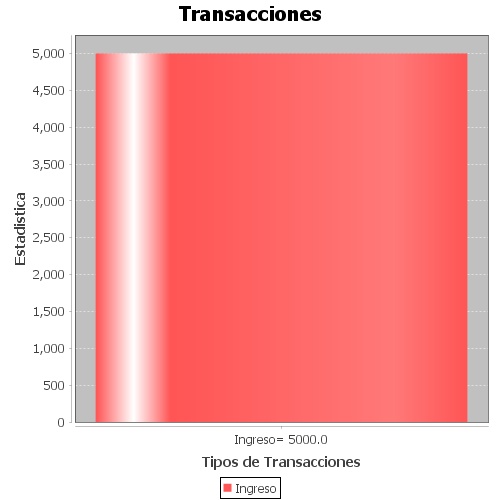 Transacciones
5,000
4,500
4,000
3,500
3,000
2,500
2,000
1,500
1,000
500
0
Estadistica
Ingreso= 5000.0
Tipos de Transacciones
Ingreso